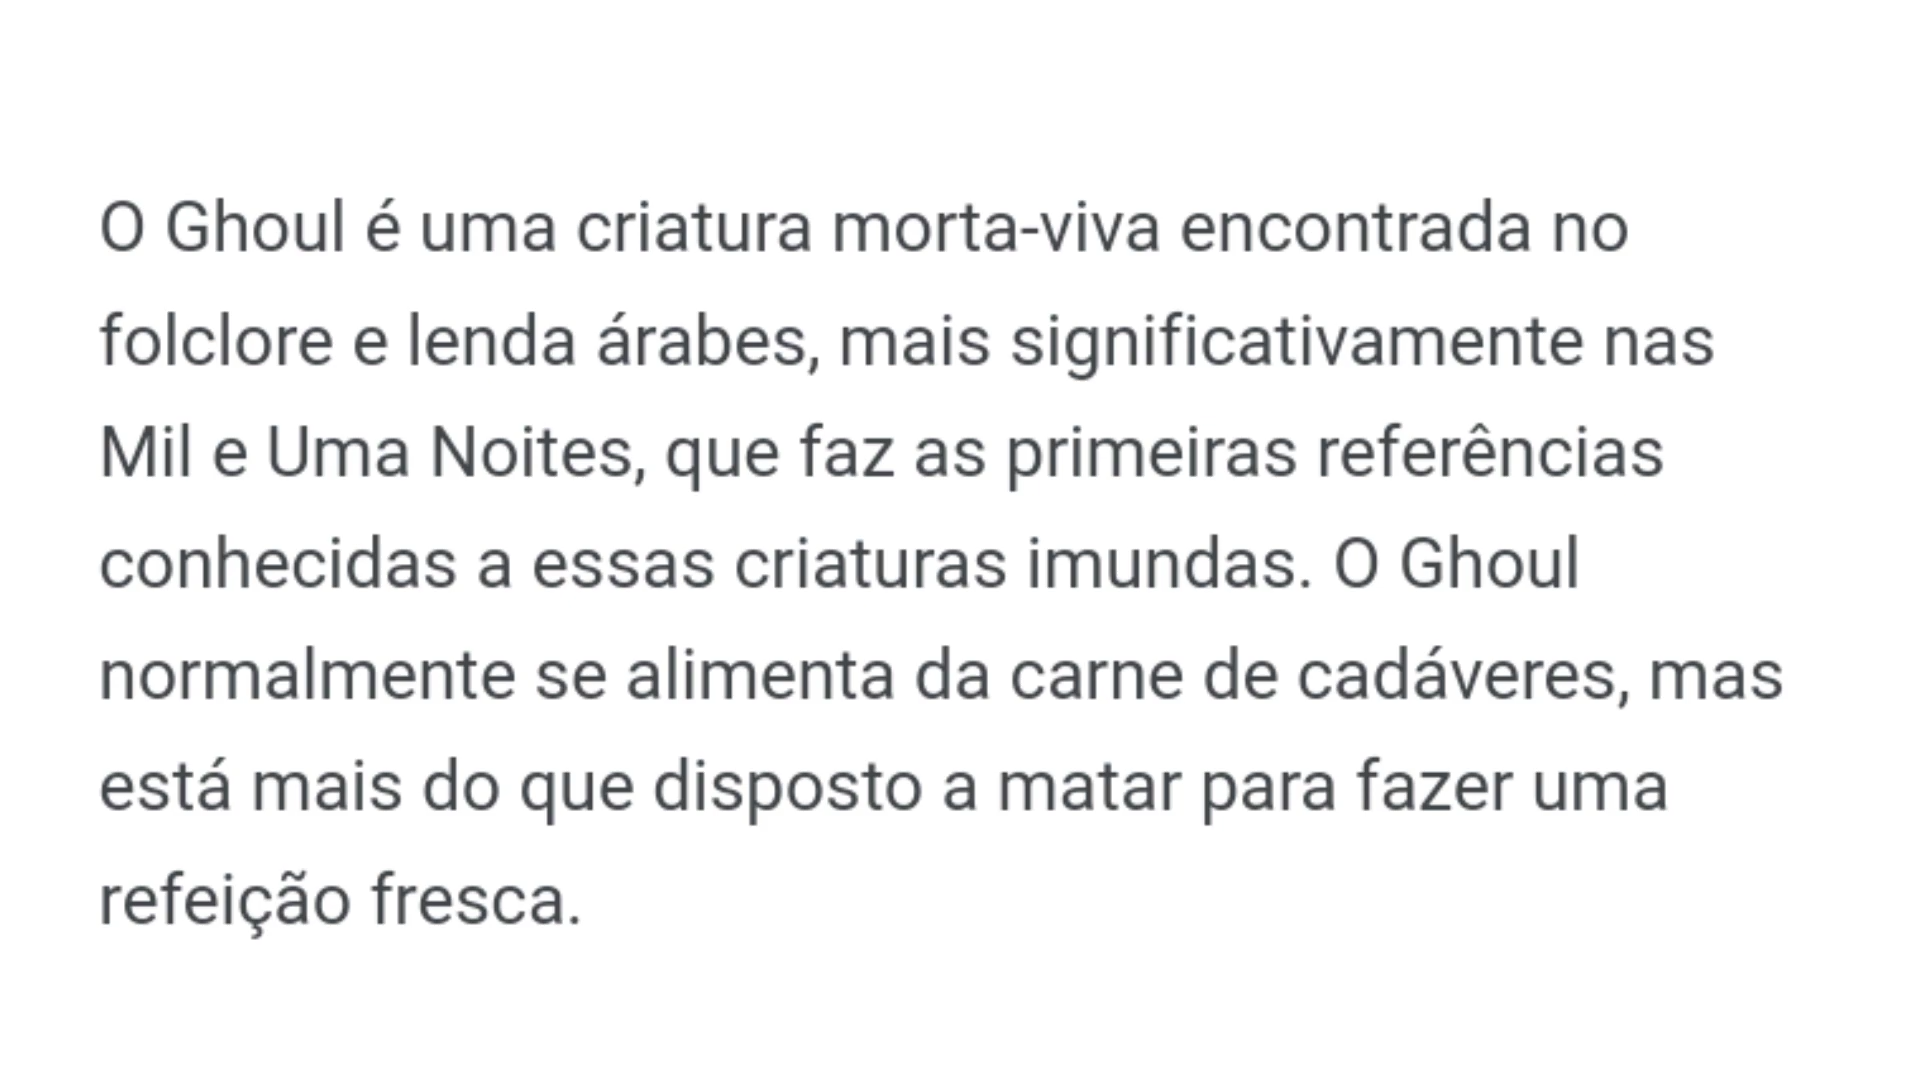 O Ghoul é uma criatura morta-viva encontrada no
folclore e lenda árabes, mais significativamente nas
Mil e Uma Noites, que faz as primeiras referências
conhecidas a essas criaturas imundas. O Ghoul
normalmente se alimenta da carne de cadáveres, mas
está mais do que disposto a matar para fazer uma
refeição fresca.